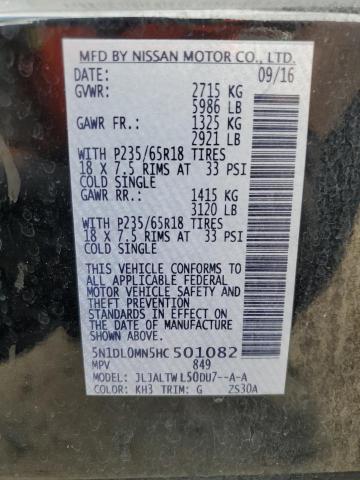 MFD BY NISSAN MOTOR CO., LTD.
DATE: 09/16
GVWR: 2715 KG
5986 LB
GAWR FR.: 1325 KG
2921 LB
WITH P235/65R18 TIRES
18 X 7.5 RIMS AT 33 PSI
COLD SINGLE
GAWR RR.: 1415 KG
3120 LB
WITH P235/65R18 TIRES
18 X 7.5 RIMS AT 33 PSI
COLD SINGLE
THIS VEHICLE CONFORMS TO
ALL APPLICABLE FEDERAL
MOTOR VEHICLE SAFETY AND
THEFT PREVENTION
STANDARDS IN EFFECT ON
THE DATE OF MANUFACTURE
SHOWN ABOVE.
5N1DL0MN5HC501082
MPV 849
MODEL: JLJALTWL50DU7--A-A
COLOR: KH3 TRIM: G ZS30A